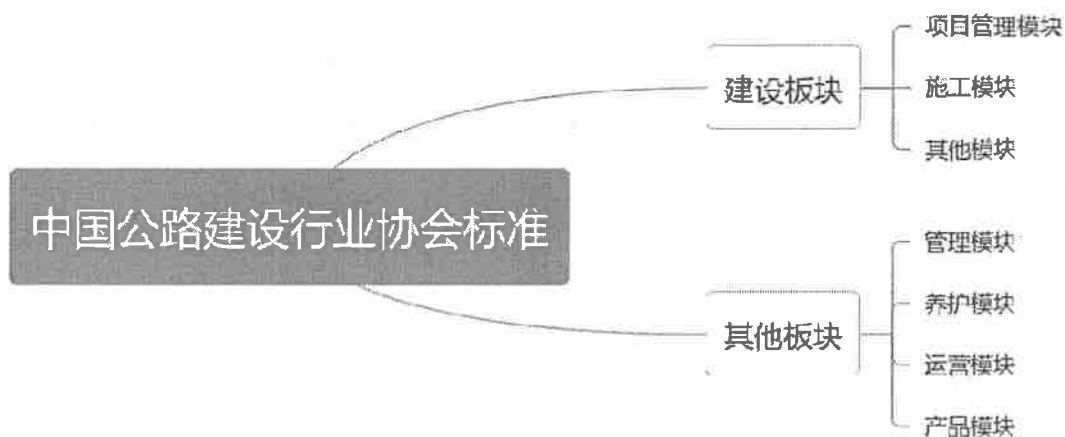 中国公路建设行业协会标准
建设板块
项目管理模块
施工模块
其他模块
其他板块
管理模块
养护模块
运营模块
产品模块